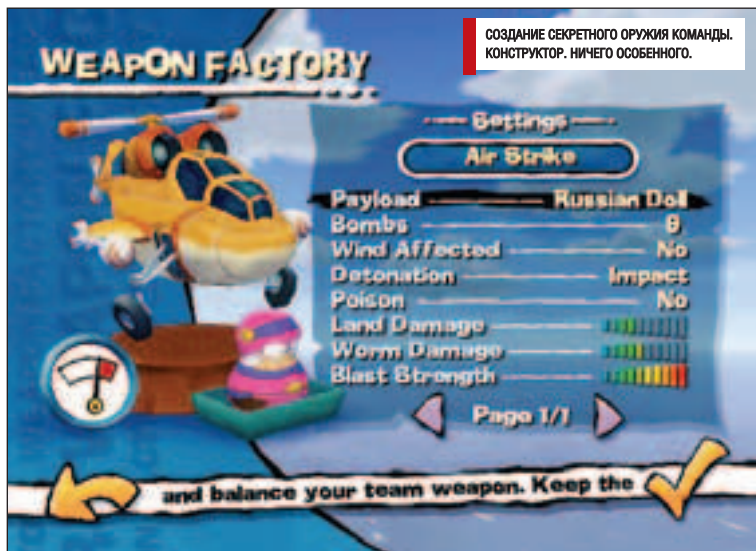 СОЗДАНИЕ СЕКРЕТНОГО ОРУЖИЯ КОМАНДЫ.
КОНСТРУКТОР. НИЧЕГО ОСОБЕННОГО.
WEAPON FACTORY
Settings
Air Strike
Payload Russian Doll
Bombs
Wind Affected No
Detonation Impact
Poison No
Land Damage
Worm Damage
Blast Strength
Page 1/1
and balance your team weapon. Keep the